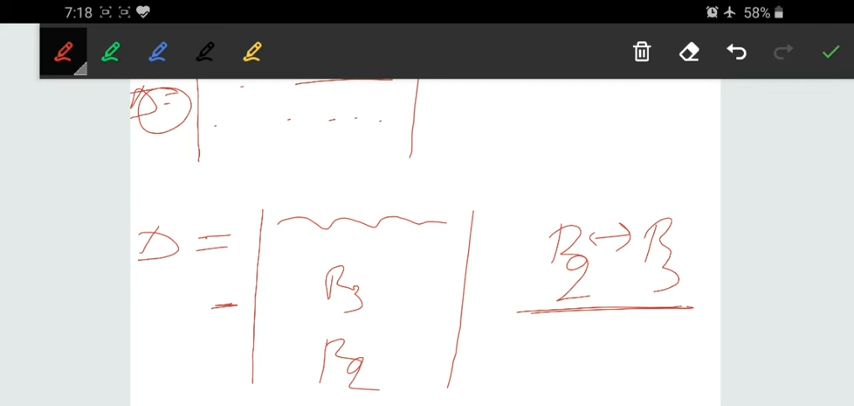 7:18 58%
D =
D = R2 ↔ R3
- R3
R2